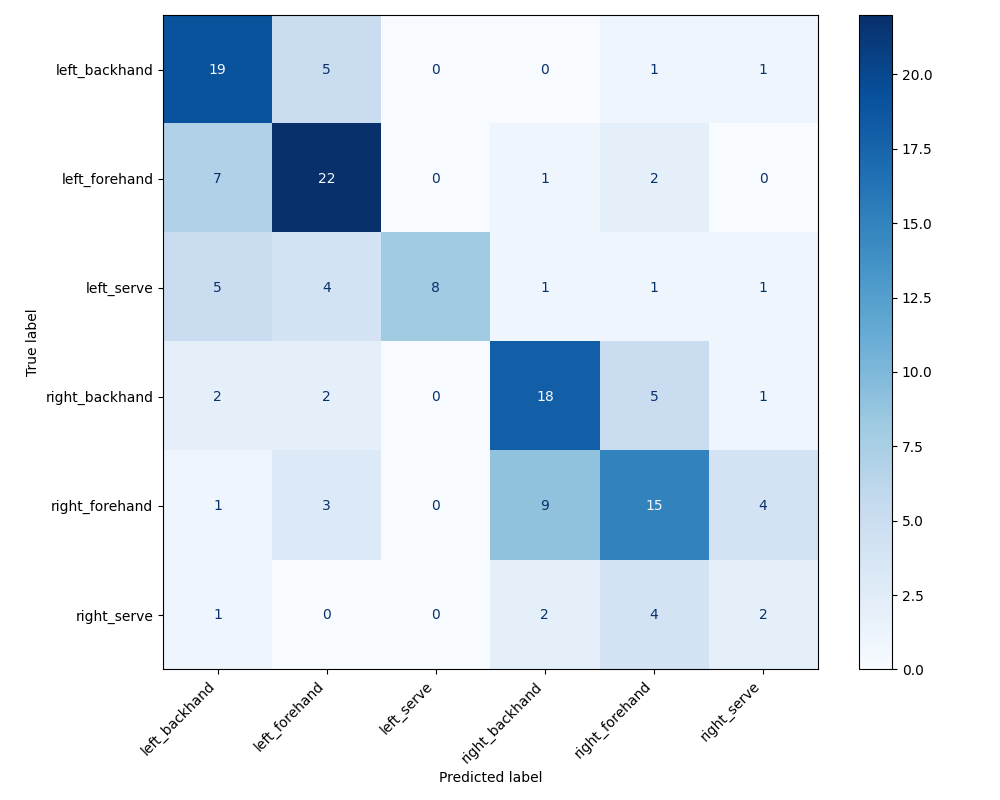 left_backhand 19 5 0 0 1 1
left_forehand 7 22 0 1 2 0
left_serve 5 4 8 1 1 1
right_backhand 2 2 0 18 5 1
right_forehand 1 3 0 9 15 4
right_serve 1 0 0 2 4 2
True label
left_backhand left_forehand left_serve right_backhand right_forehand right_serve
Predicted label
20.0
17.5
15.0
12.5
10.0
7.5
5.0
2.5
0.0